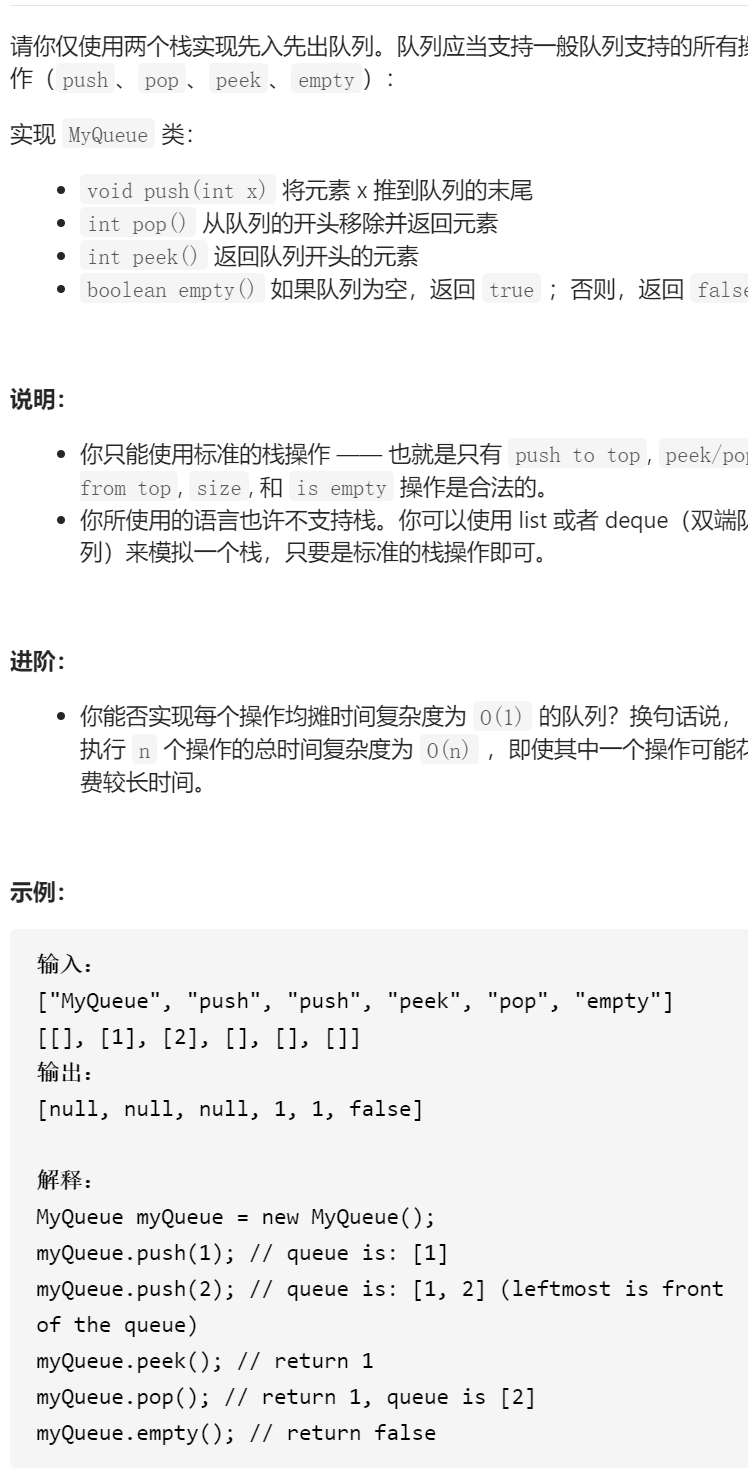 请你仅使用两个栈实现先入先出队列。队列应当支持一般队列支持的所有
作（push、pop、peek、empty）：
实现 MyQueue 类：
void push(int x) 将元素 x 推到队列的末尾
int pop() 从队列的开头移除并返回元素
int peek() 返回队列开头的元素
boolean empty() 如果队列为空，返回 true ；否则，返回 false
说明：
你只能使用标准的栈操作 —— 也就是只有 push to top, peek/pop
from top, size, 和 is empty 操作是合法的。
你所使用的语言也许不支持栈。你可以使用 list 或者 deque（双端队
列）来模拟一个栈，只要是标准的栈操作即可。
进阶：
你能否实现每个操作均摊时间复杂度为 O(1) 的队列？换句话说，
执行 n 个操作的总时间复杂度为 O(n) ，即使其中一个操作可能花
费较长时间。
示例：
输入：
["MyQueue", "push", "push", "peek", "pop", "empty"]
[[], [1], [2], [], [], []]
输出：
[null, null, null, 1, 1, false]
解释：
MyQueue myQueue = new MyQueue();
myQueue.push(1); // queue is: [1]
myQueue.push(2); // queue is: [1, 2] (leftmost is front
of the queue)
myQueue.peek(); // return 1
myQueue.pop(); // return 1, queue is [2]
myQueue.empty(); // return false